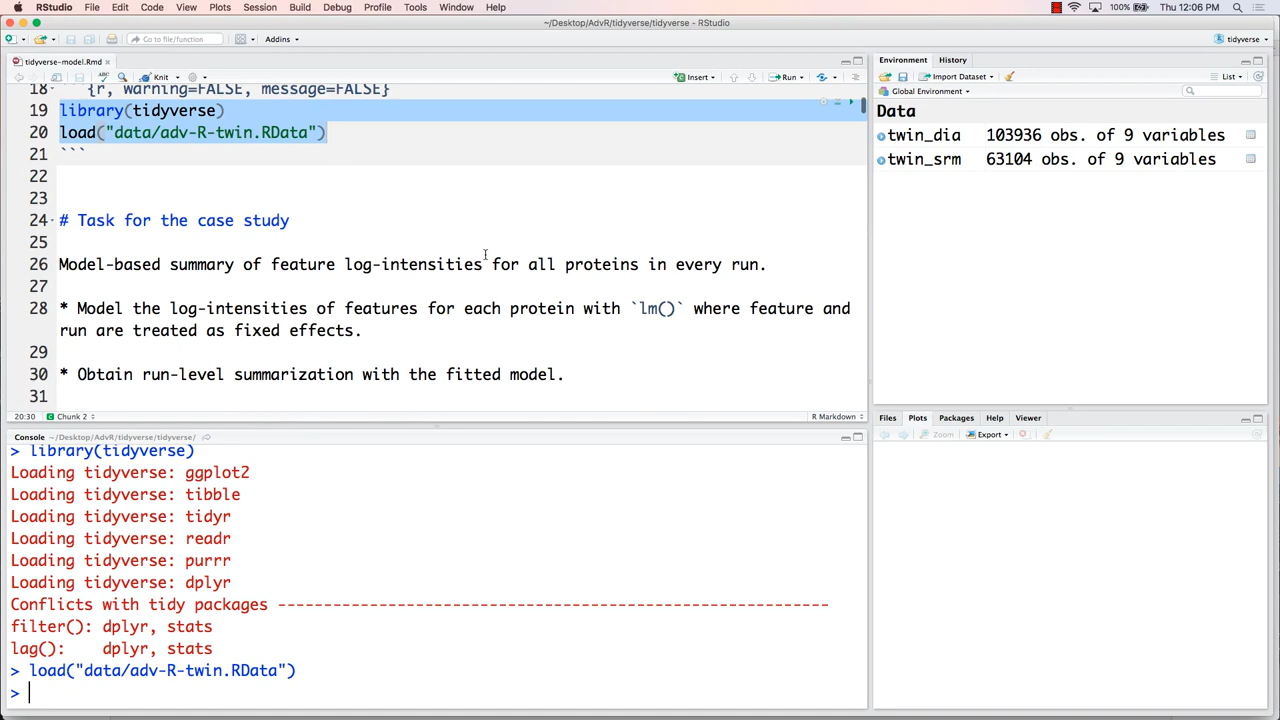 RStudio File Edit Code View Plots Session Build Debug Profile Tools Window Help
100% Thu 12:06 PM
~/Desktop/AdvR/tidyverse/tidyverse - RStudio
Go to file/function Addins tidyverse
tidyverse-model.Rmd
Knit Insert Run
18 ```{r, warning=FALSE, message=FALSE}
19 library(tidyverse)
20 load("data/adv-R-twin.RData")
21 ```
22
23
24 # Task for the case study
25
26 Model-based summary of feature log-intensities for all proteins in every run.
27
28 * Model the log-intensities of features for each protein with `lm()` where feature and
run are treated as fixed effects.
29
30 * Obtain run-level summarization with the fitted model.
31
20:30 Chunk 2 R Markdown
Console ~/Desktop/AdvR/tidyverse/tidyverse/
> library(tidyverse)
Loading tidyverse: ggplot2
Loading tidyverse: tibble
Loading tidyverse: tidyr
Loading tidyverse: readr
Loading tidyverse: purrr
Loading tidyverse: dplyr
Conflicts with tidy packages ------------------------------------------------------------
filter(): dplyr, stats
lag():    dplyr, stats
> load("data/adv-R-twin.RData")
>
Environment History
Import Dataset List
Global Environment
Data
twin_dia 103936 obs. of 9 variables
twin_srm 63104 obs. of 9 variables
Files Plots Packages Help Viewer
Zoom Export